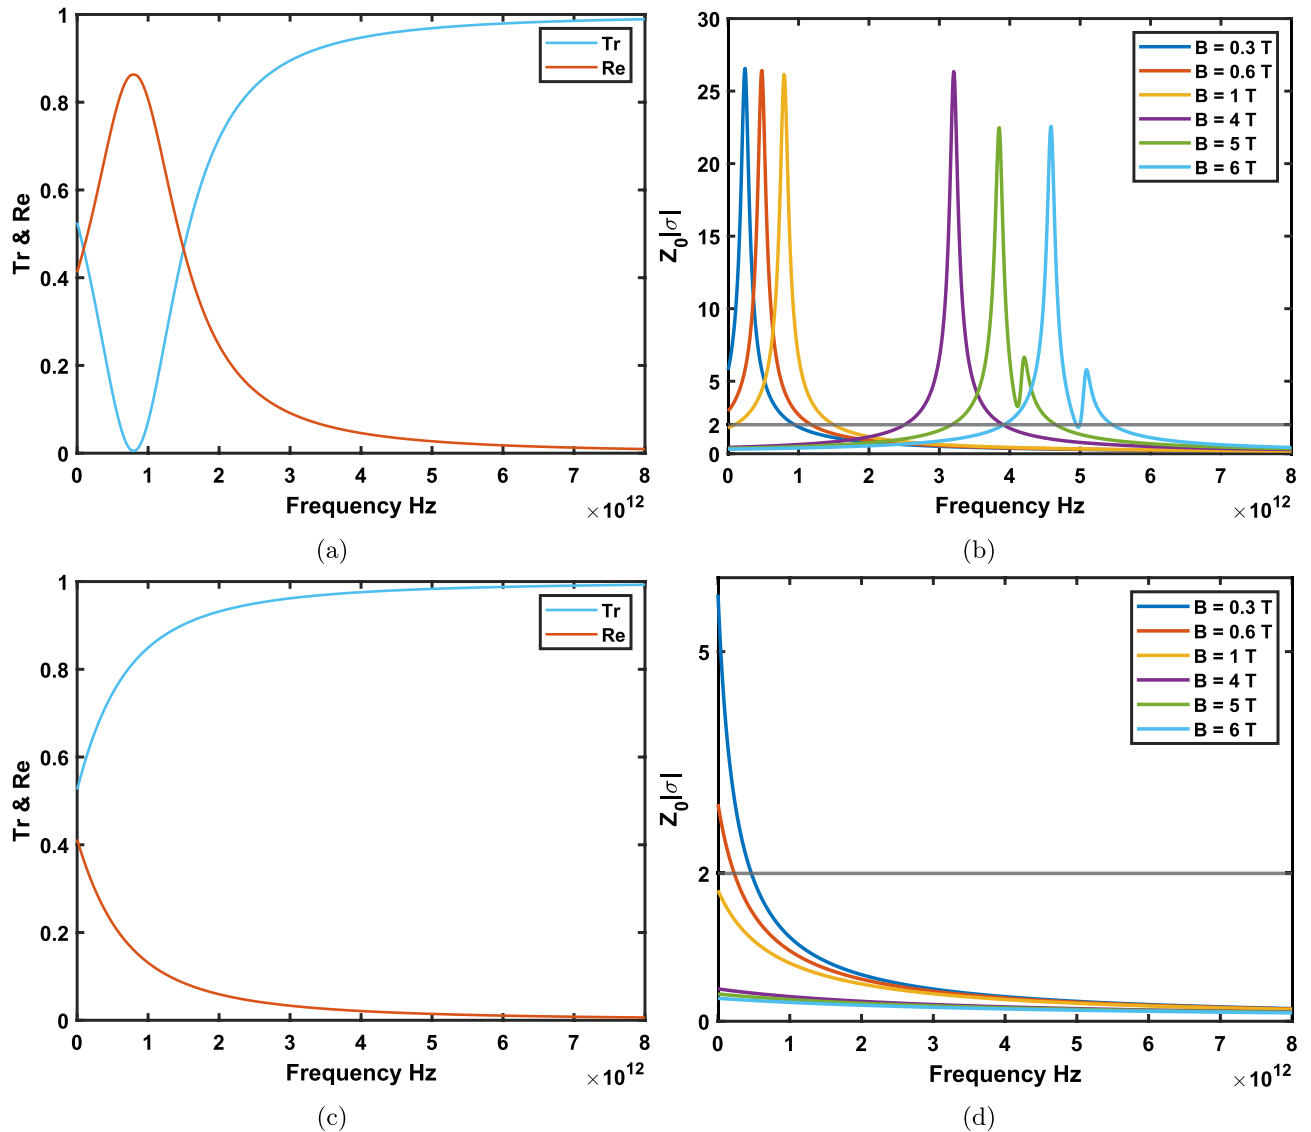 1
0.8
0.6
0.4
0.2
0
Tr & Re
Tr
Re
0 1 2 3 4 5 6 7 8
Frequency Hz
×10¹²
(a)
30
25
20
15
10
5
2
0
Z₀|σ|
B = 0.3 T
B = 0.6 T
B = 1 T
B = 4 T
B = 5 T
B = 6 T
0 1 2 3 4 5 6 7 8
Frequency Hz
×10¹²
(b)
1
0.8
0.6
0.4
0.2
0
Tr & Re
Tr
Re
0 1 2 3 4 5 6 7 8
Frequency Hz
×10¹²
(c)
5
2
0
Z₀|σ|
B = 0.3 T
B = 0.6 T
B = 1 T
B = 4 T
B = 5 T
B = 6 T
0 1 2 3 4 5 6 7 8
Frequency Hz
×10¹²
(d)